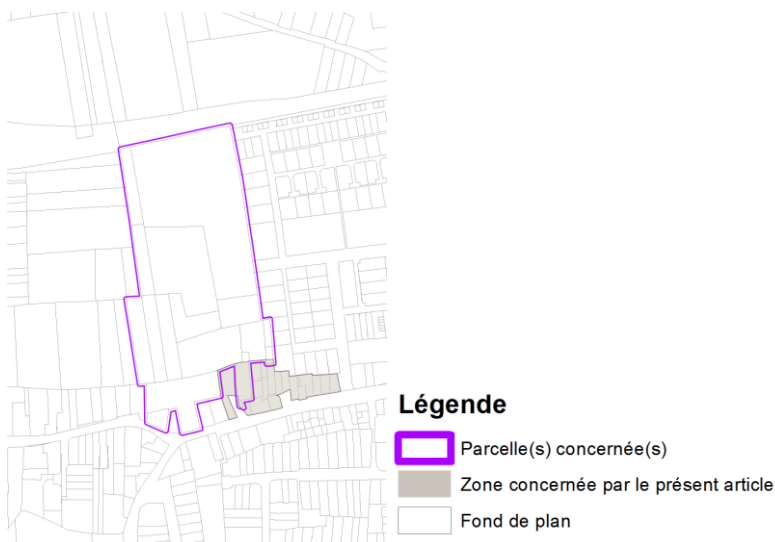 Légende
Parcelle(s) concernée(s)
Zone concernée par le présent article
Fond de plan